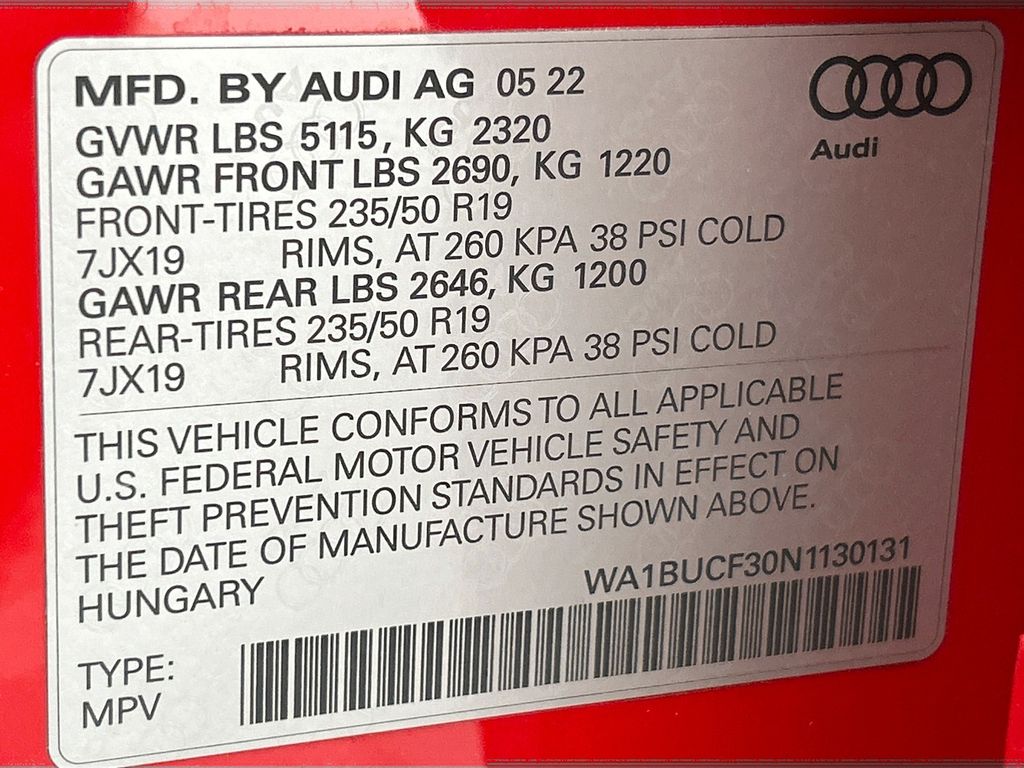 MFD. BY AUDI AG 05 22
Audi
GVWR LBS 5115, KG 2320
GAWR FRONT LBS 2690, KG 1220
FRONT-TIRES 235/50 R19
7JX19 RIMS, AT 260 KPA 38 PSI COLD
GAWR REAR LBS 2646, KG 1200
REAR-TIRES 235/50 R19
7JX19 RIMS, AT 260 KPA 38 PSI COLD
THIS VEHICLE CONFORMS TO ALL APPLICABLE
U.S. FEDERAL MOTOR VEHICLE SAFETY AND
THEFT PREVENTION STANDARDS IN EFFECT ON
THE DATE OF MANUFACTURE SHOWN ABOVE.
HUNGARY
WA1BUCF30N1130131
TYPE:
MPV